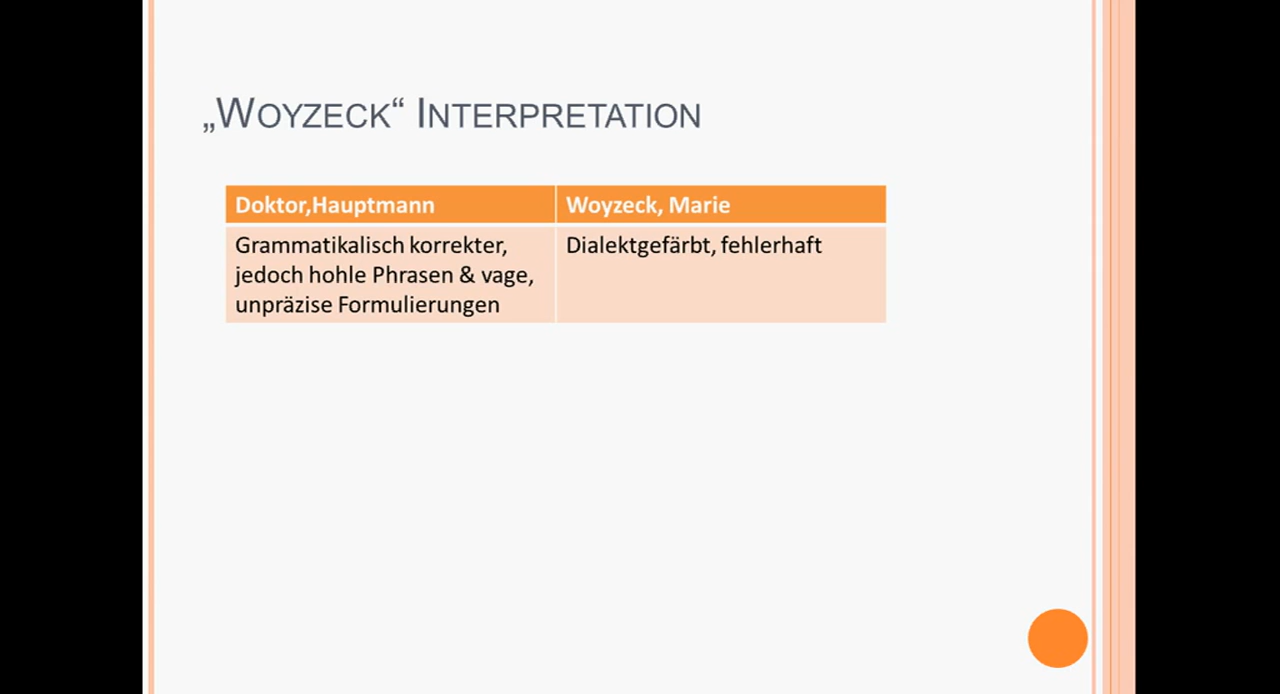 „Woyzeck“ Interpretation
Doktor,Hauptmann
Woyzeck, Marie
Grammatikalisch korrekter,
jedoch hohle Phrasen & vage,
unpräzise Formulierungen
Dialektgefärbt, fehlerhaft